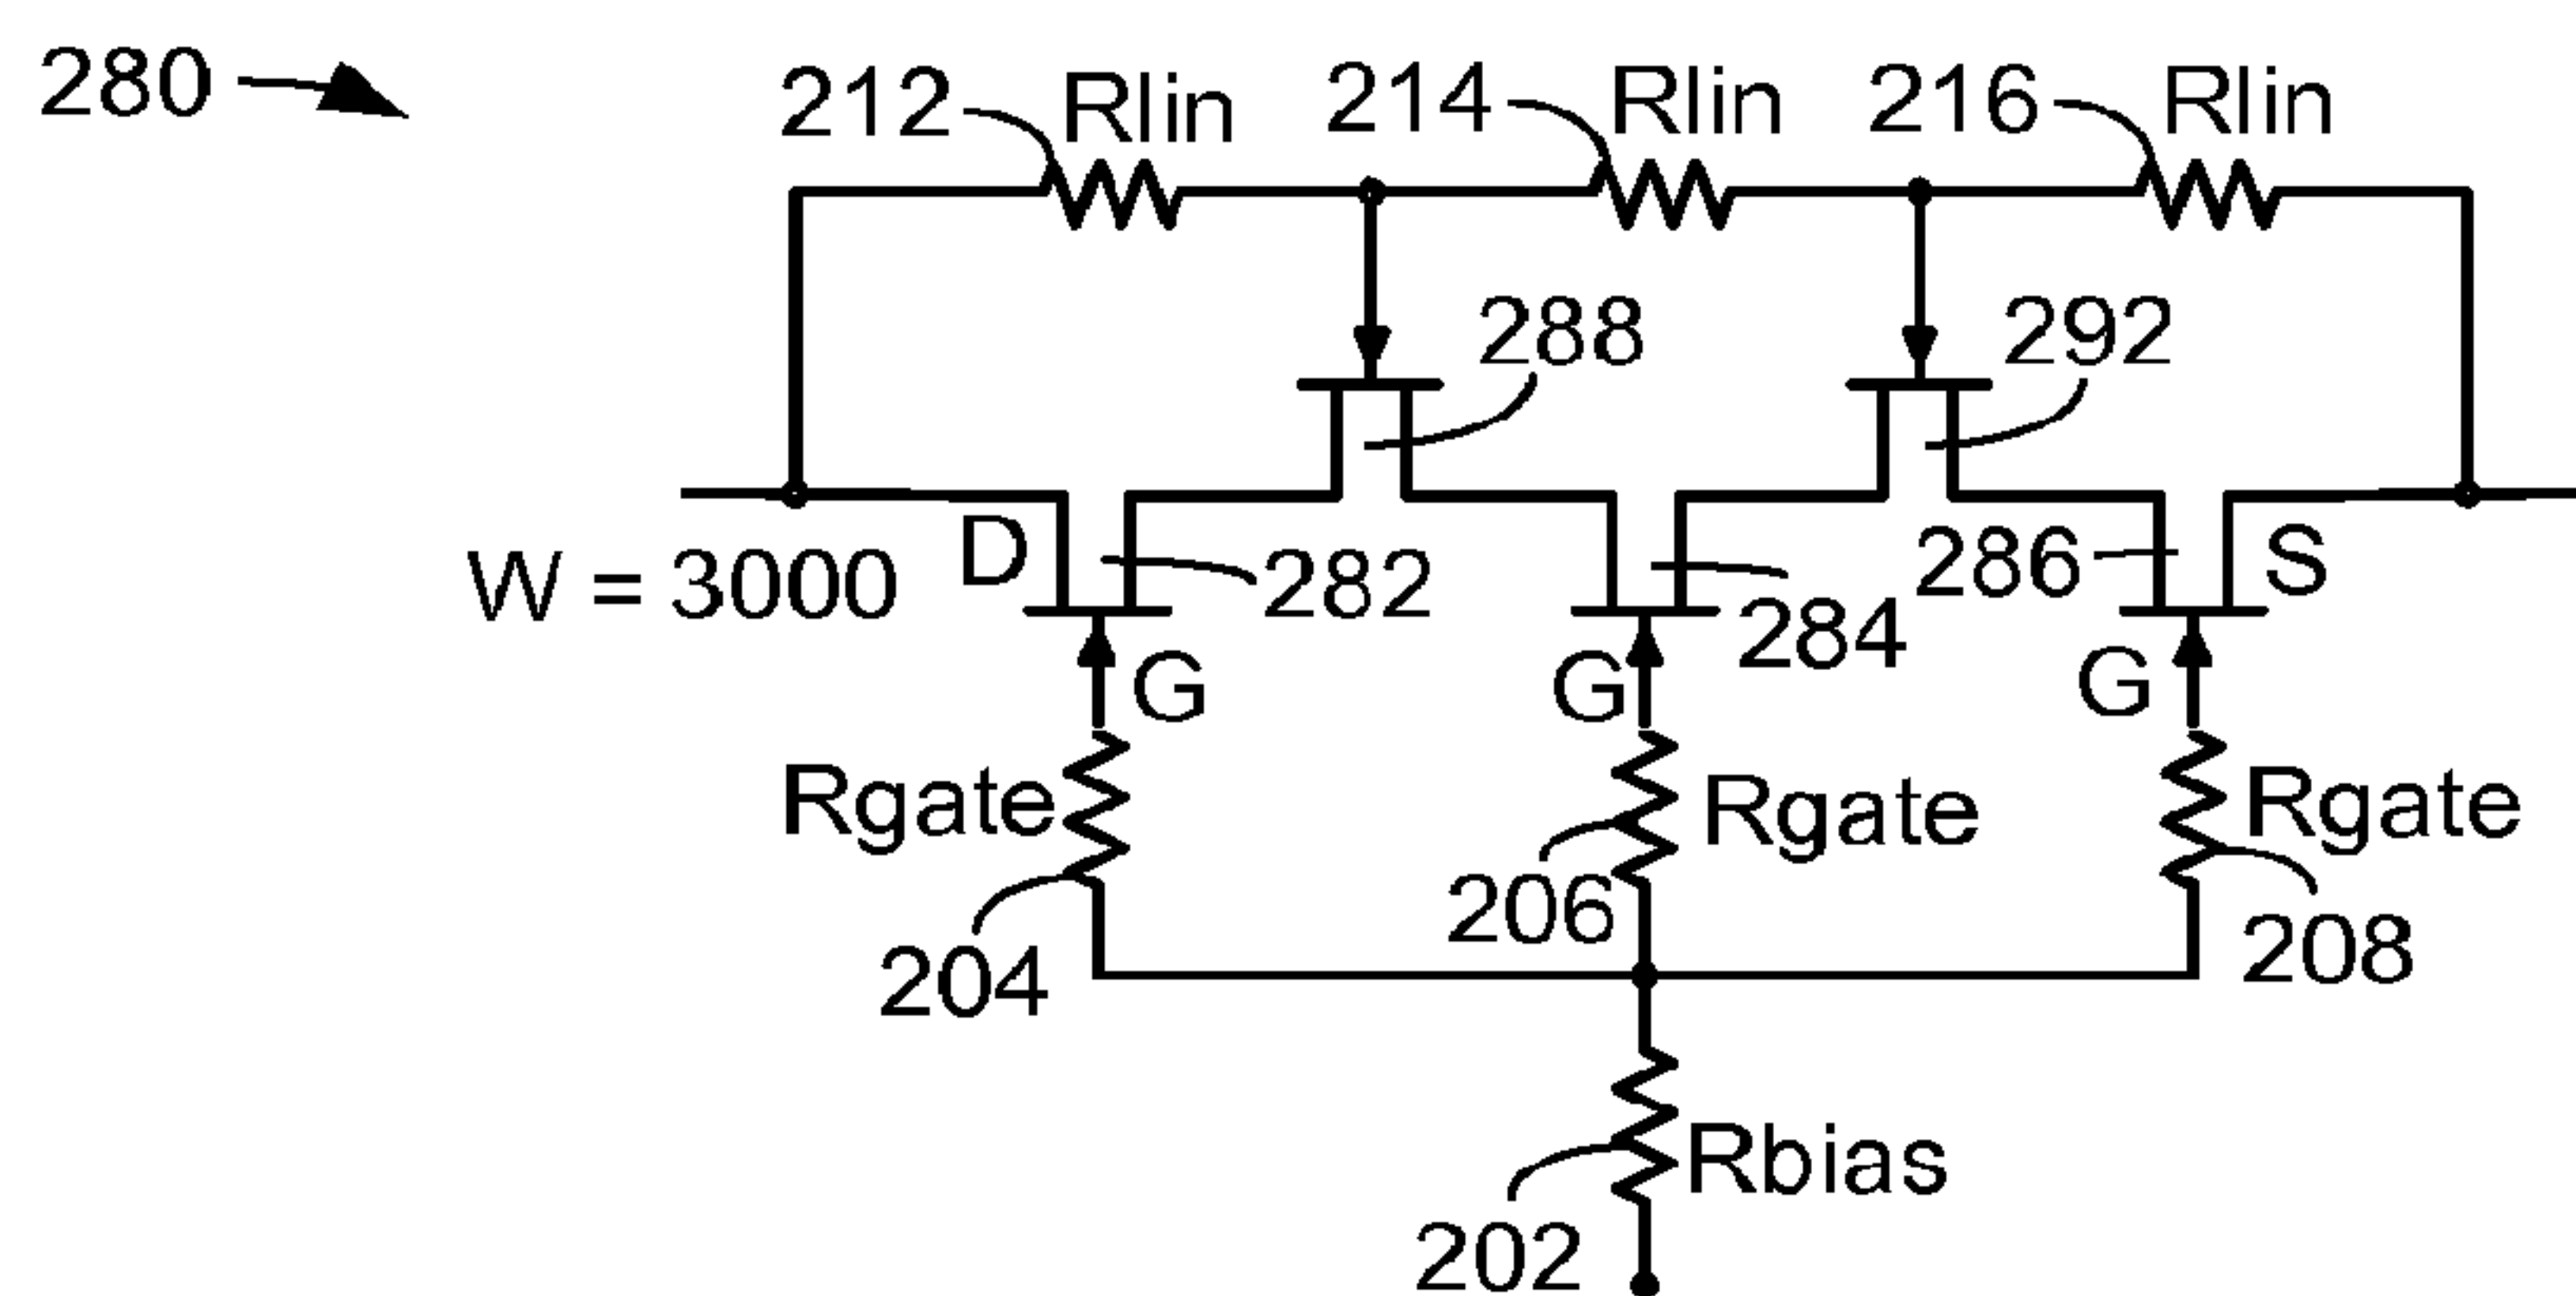 280
212 Rlin 214 Rlin 216 Rlin
288 292
W = 3000 D 282 284 286 S
G G G
Rgate Rgate Rgate
204 206 208
Rbias
202